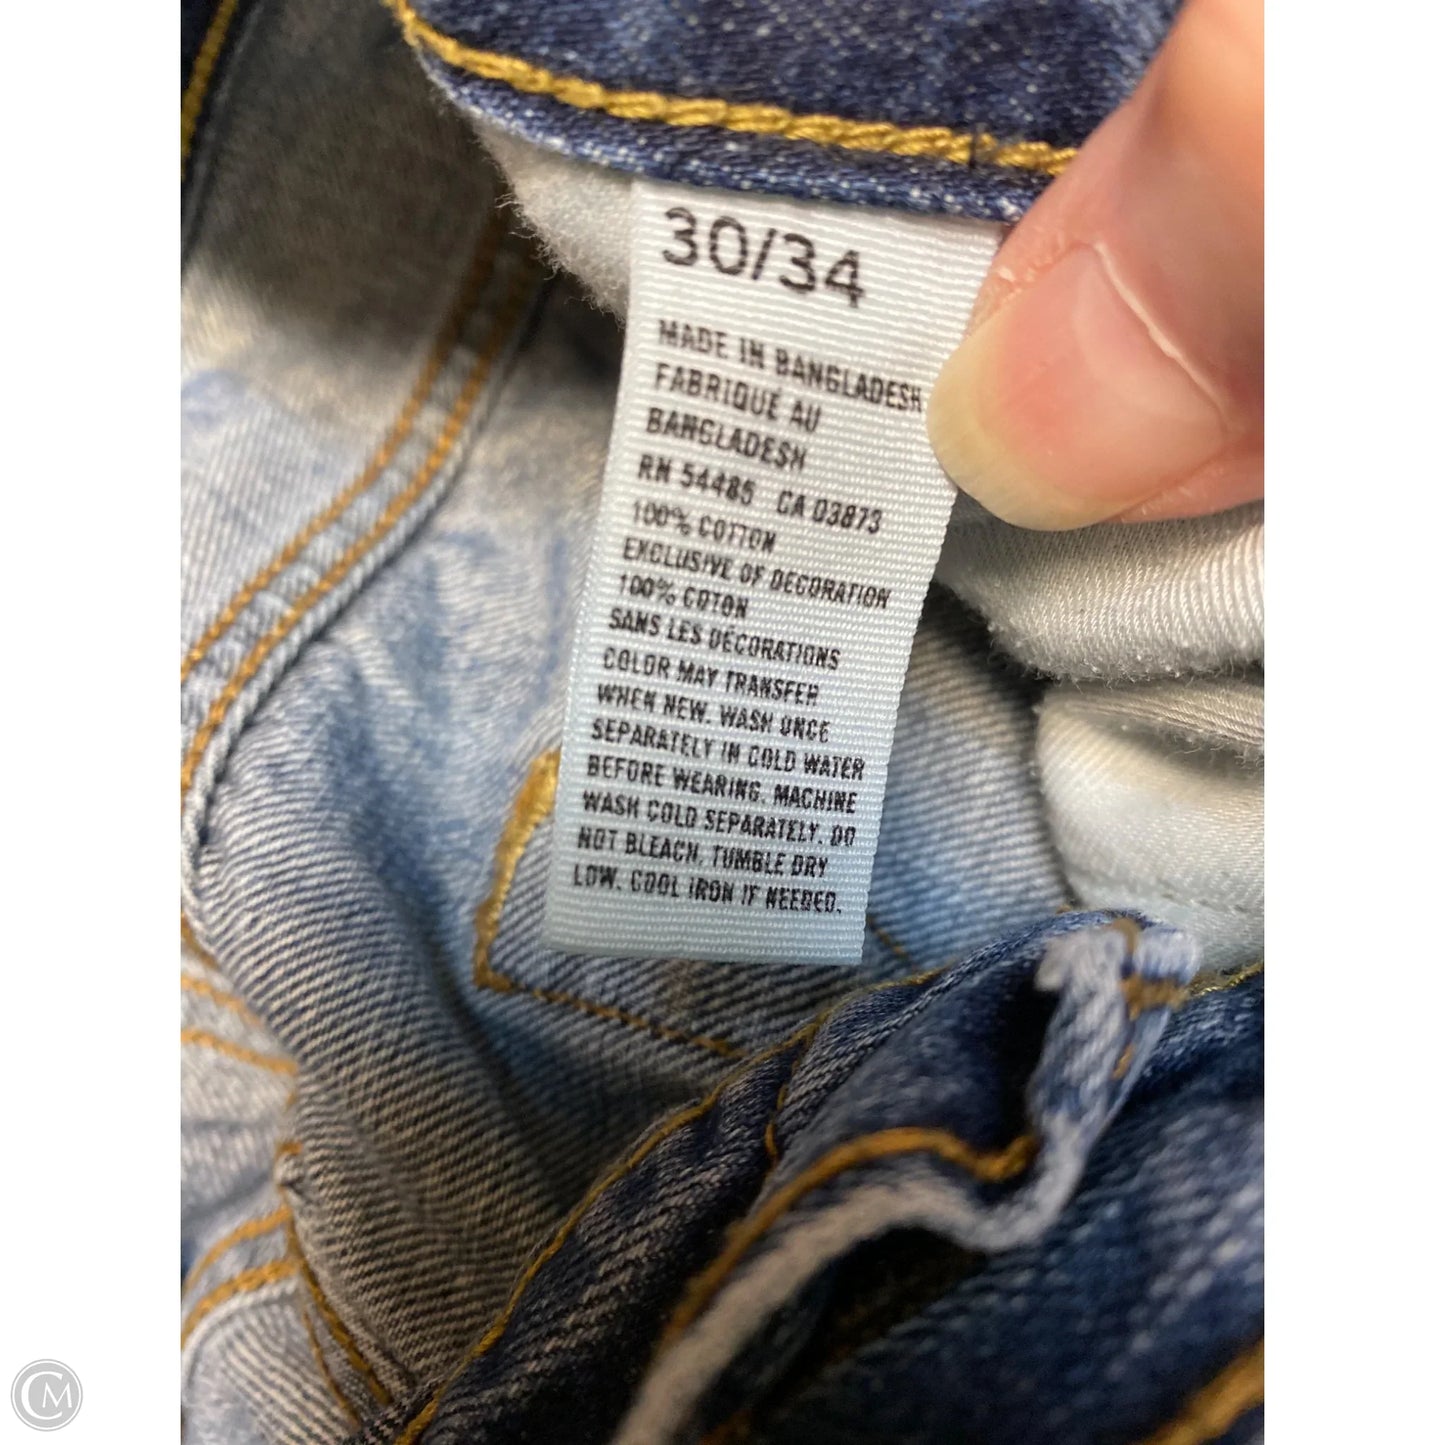 30/34
MADE IN BANGLADESH
FABRIQUÉ AU
BANGLADESH
RN 54485 CA 03873
100% COTTON
EXCLUSIVE OF DECORATION
100% COTON
SANS LES DÉCORATIONS
COLOR MAY TRANSFER
WHEN NEW. WASH ONCE
SEPARATELY IN COLD WATER
BEFORE WEARING. MACHINE
WASH COLD SEPARATELY. DO
NOT BLEACH. TUMBLE DRY
LOW. COOL IRON IF NEEDED.
CM